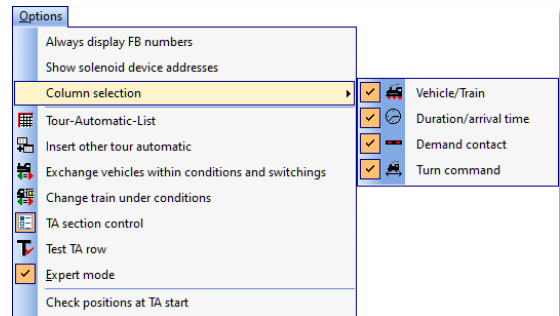 Options
Always display FB numbers
Show solenoid device addresses
Column selection
Vehicle/Train
Duration/arrival time
Demand contact
Turn command
Tour-Automatic-List
Insert other tour automatic
Exchange vehicles within conditions and switchings
Change train under conditions
TA section control
Test TA row
Expert mode
Check positions at TA start